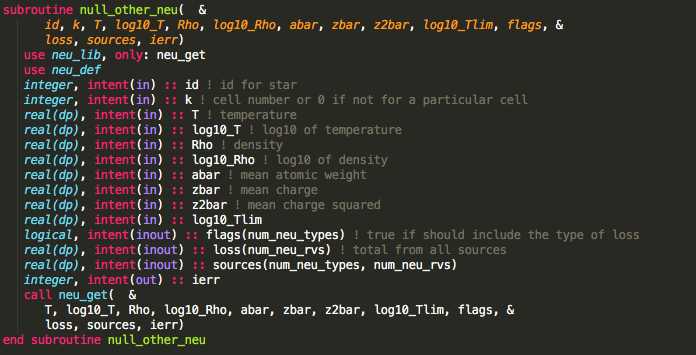 subroutine null_other_neu(  &
      id, k, T, log10_T, Rho, log10_Rho, abar, zbar, z2bar, log10_Tlim, flags, &
      loss, sources, ierr)
   use neu_lib, only: neu_get
   use neu_def
   integer, intent(in) :: id ! id for star
   integer, intent(in) :: k ! cell number or 0 if not for a particular cell
   real(dp), intent(in) :: T ! temperature
   real(dp), intent(in) :: log10_T ! log10 of temperature
   real(dp), intent(in) :: Rho ! density
   real(dp), intent(in) :: log10_Rho ! log10 of density
   real(dp), intent(in) :: abar ! mean atomic weight
   real(dp), intent(in) :: zbar ! mean charge
   real(dp), intent(in) :: z2bar ! mean charge squared
   real(dp), intent(in) :: log10_Tlim
   logical, intent(inout) :: flags(num_neu_types) ! true if should include the type of loss
   real(dp), intent(inout) :: loss(num_neu_rvs) ! total from all sources
   real(dp), intent(inout) :: sources(num_neu_types, num_neu_rvs)
   integer, intent(out) :: ierr
   call neu_get(  &
      T, log10_T, Rho, log10_Rho, abar, zbar, z2bar, log10_Tlim, flags, &
      loss, sources, ierr)
end subroutine null_other_neu